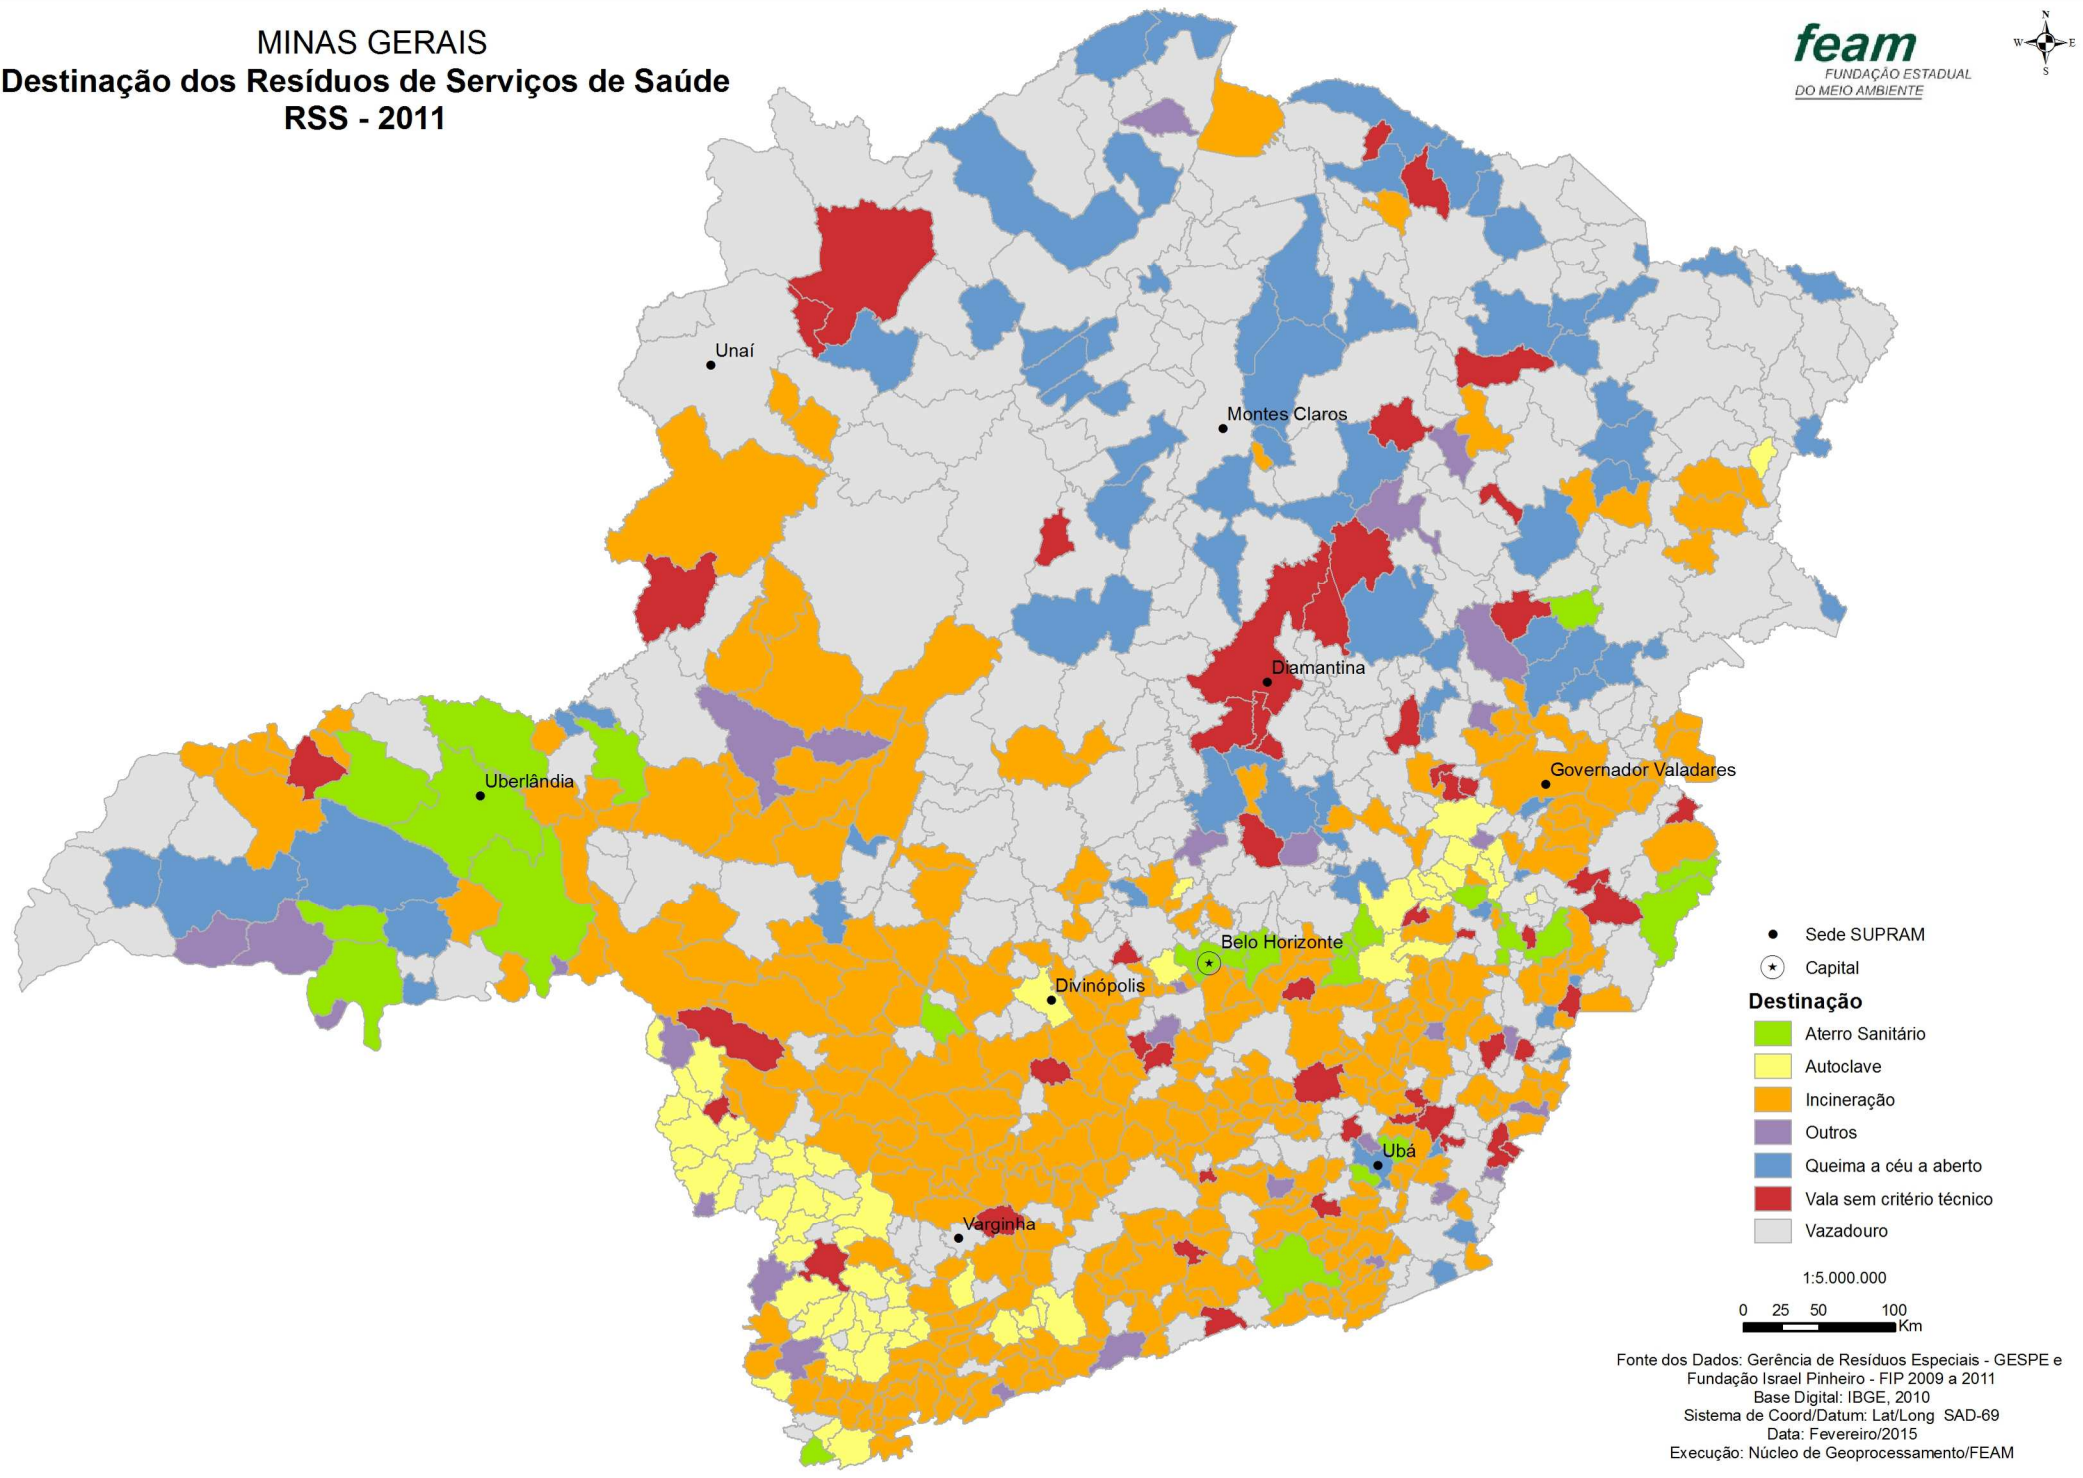 MINAS GERAIS
Destinação dos Resíduos de Serviços de Saúde
RSS - 2011
feam
FUNDAÇÃO ESTADUAL
DO MEIO AMBIENTE
N
W
E
S
Unaí
Montes Claros
Diamantina
Uberlândia
Governador Valadares
Belo Horizonte
Divinópolis
Ubá
Varginha
Sede SUPRAM
Capital
Destinação
Aterro Sanitário
Autoclave
Incineração
Outros
Queima a céu a aberto
Vala sem critério técnico
Vazadouro
1:5.000.000
0 25 50 100
Km
Fonte dos Dados: Gerência de Resíduos Especiais - GESPE e
Fundação Israel Pinheiro - FIP 2009 a 2011
Base Digital: IBGE, 2010
Sistema de Coord/Datum: Lat/Long SAD-69
Data: Fevereiro/2015
Execução: Núcleo de Geoprocessamento/FEAM